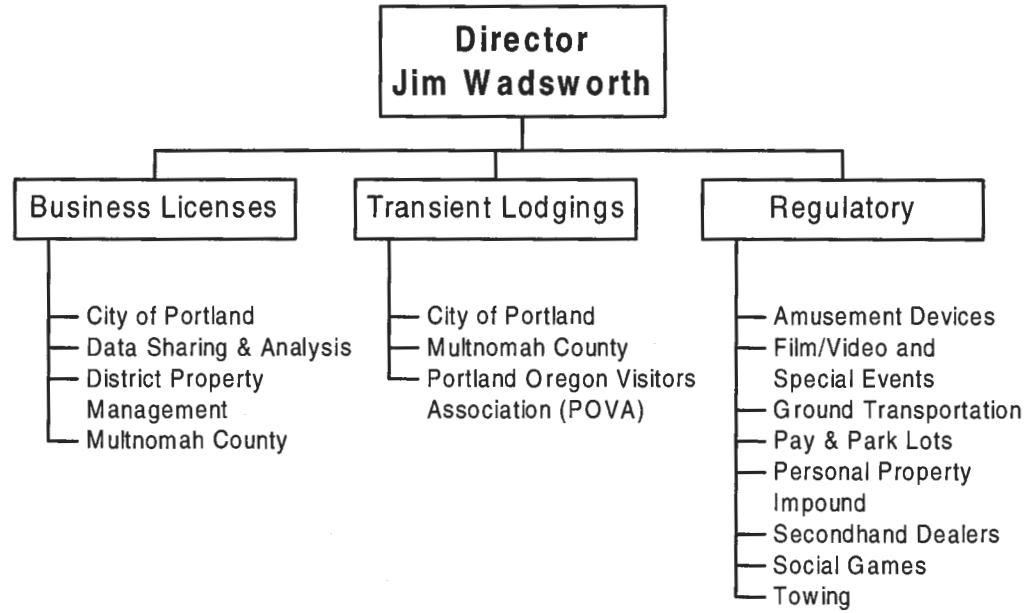 Director
Jim Wadsworth
Business Licenses
City of Portland
Data Sharing & Analysis
District Property
Management
Multnomah County
Transient Lodgings
City of Portland
Multnomah County
Portland Oregon Visitors
Association (POVA)
Regulatory
Amusement Devices
Film/Video and
Special Events
Ground Transportation
Pay & Park Lots
Personal Property
Impound
Secondhand Dealers
Social Games
Towing